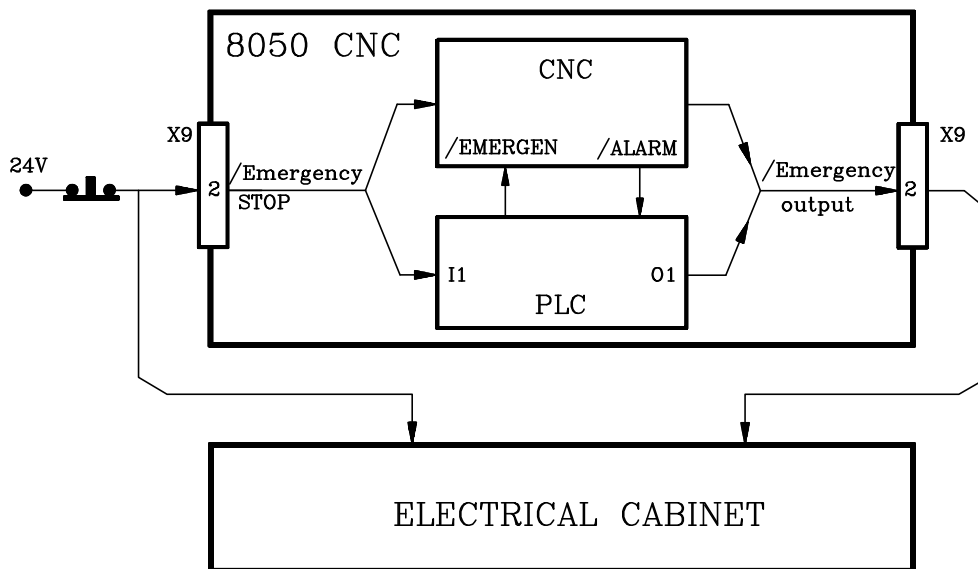 8050 CNC
CNC
X9
X9
/EMERGEN
/ALARM
24V
/Emergency
/Emergency
2
2
STOP
output
I1
O1
PLC
ELECTRICAL CABINET